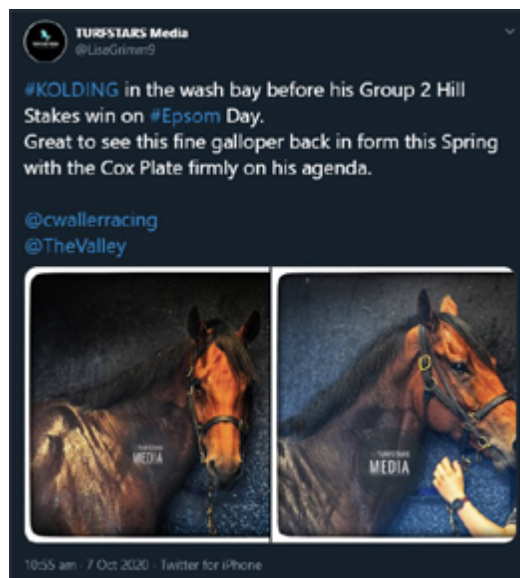 TURFSTARS Media
@LisaGrimm9
#KOLDING in the wash bay before his Group 2 Hill
Stakes win on #Epsom Day.
Great to see this fine galloper back in form this Spring
with the Cox Plate firmly on his agenda.
@cwallerracing
@TheValley
TURFSTARS
MEDIA
TURFSTARS
MEDIA
10:55 am · 7 Oct 2020 · Twitter for iPhone